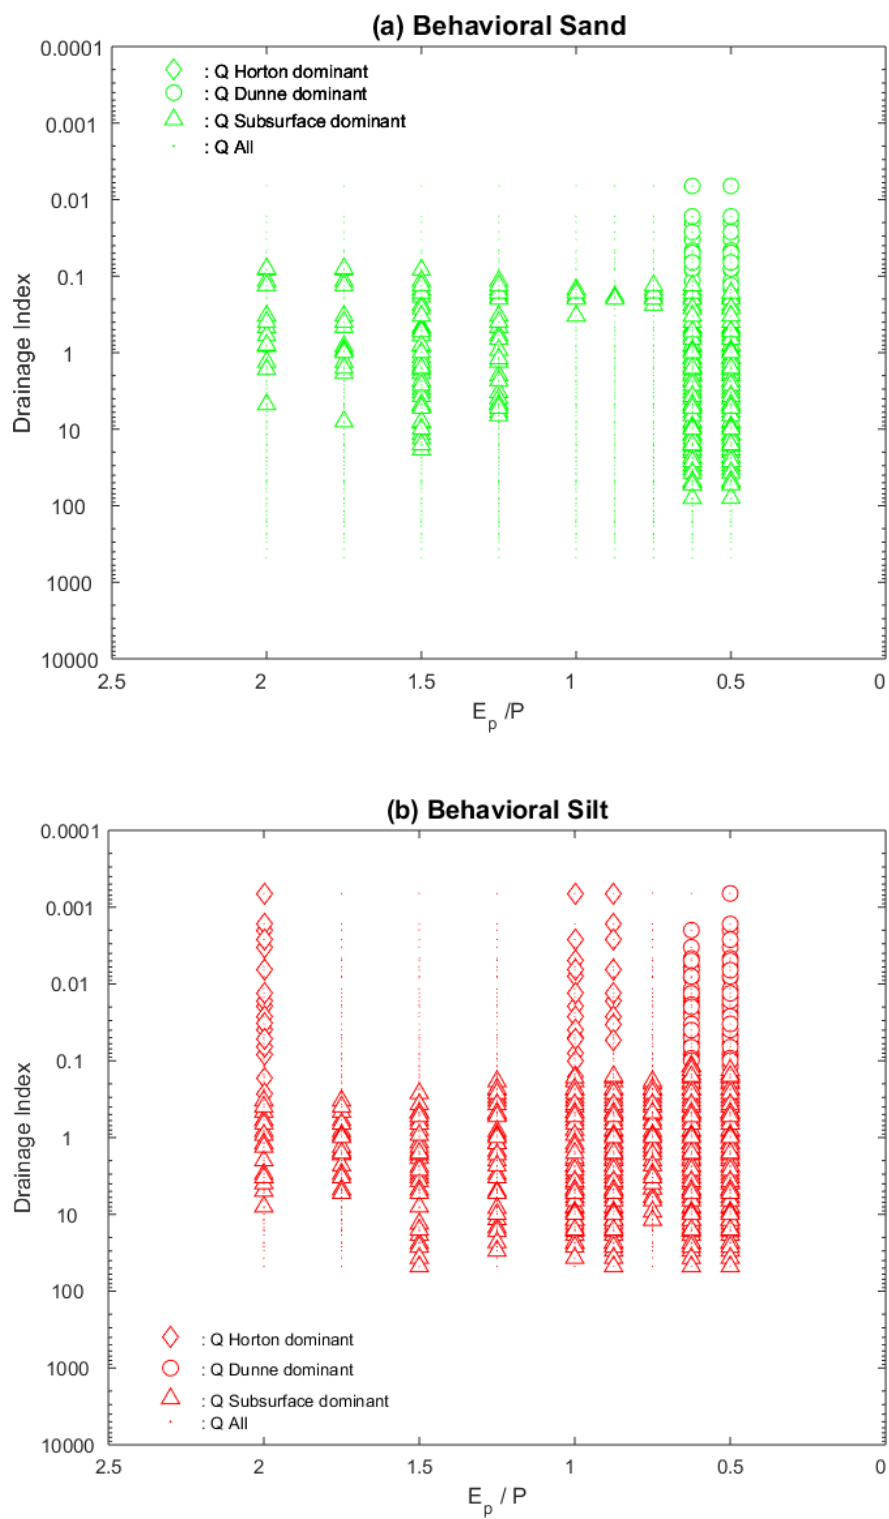 (a) Behavioral Sand
0.0001
: Q Horton dominant
: Q Dunne dominant
0.001
: Q Subsurface dominant
: Q All
0.01
0.1
Drainage Index
1
10
100
1000
10000
2.5
2
1.5
1
0.5
0
Ep /P
(b) Behavioral Silt
0.0001
0.001
0.01
0.1
Drainage Index
1
10
100
: Q Horton dominant
1000
: Q Dunne dominant
: Q Subsurface dominant
: Q All
10000
2.5
2
1.5
1
0.5
0
Ep / P